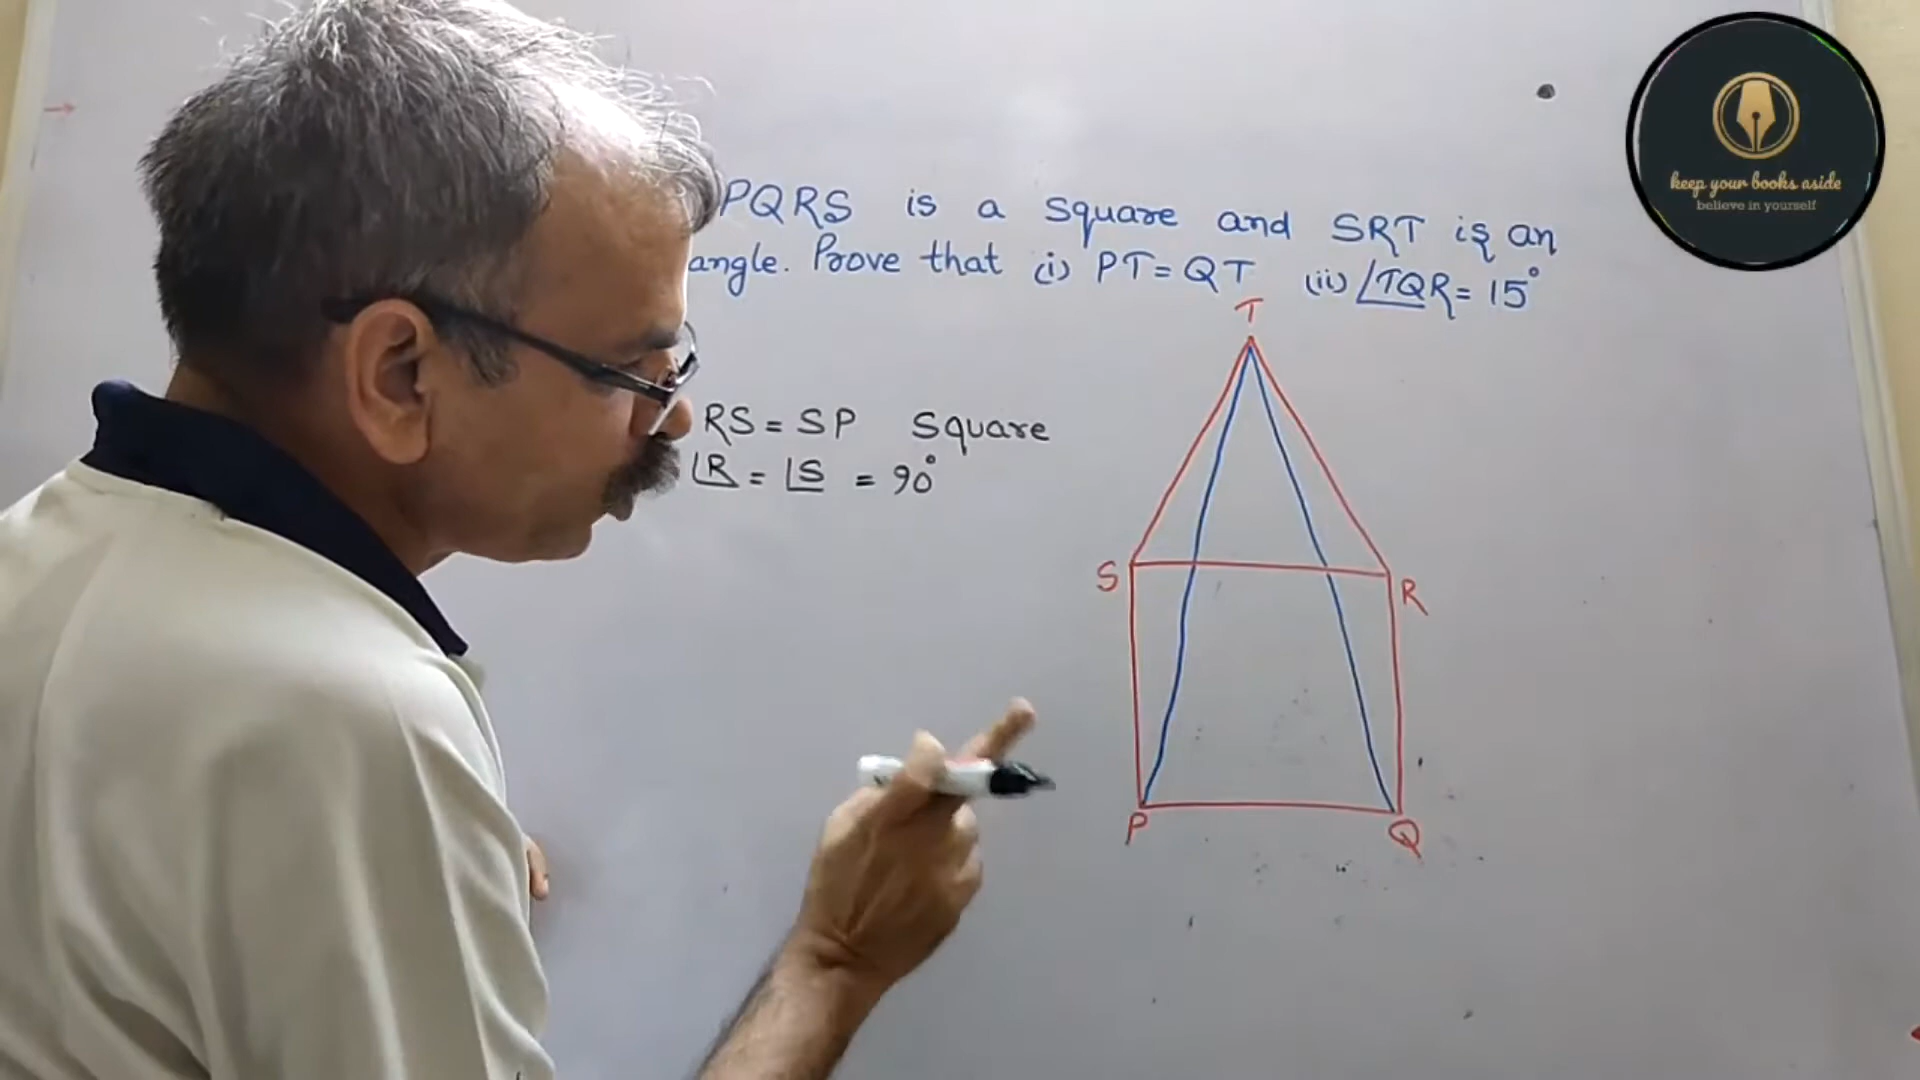 PQRS is a square and SRT is an
angle. Prove that (i) PT = QT (ii) ∠TQR = 15°
T
RS = SP Square
∠R = ∠S = 90°
S
R
P
Q
keep your books aside
believe in yourself